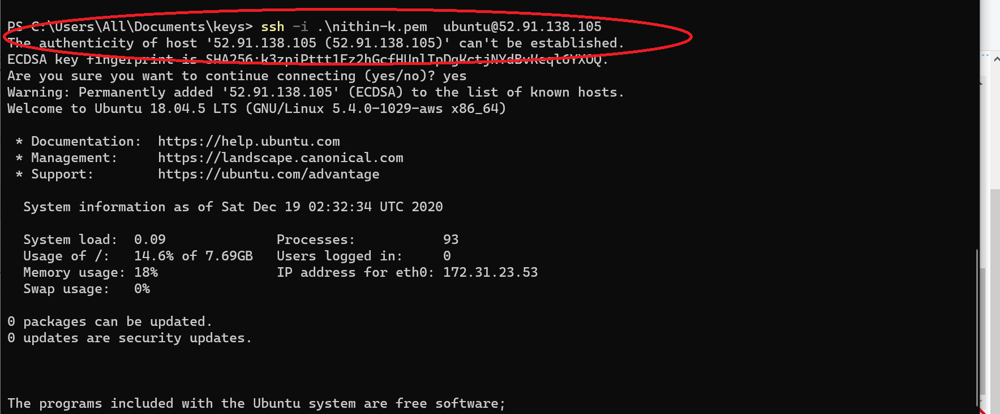 PS C:\Users\All\Documents\keys> ssh -i .\nithin-k.pem  ubuntu@52.91.138.105
The authenticity of host '52.91.138.105 (52.91.138.105)' can't be established.
ECDSA key fingerprint is
Are you sure you want to continue connecting (yes/no)? yes
Warning: Permanently added '52.91.138.105' (ECDSA) to the list of known hosts.
Welcome to Ubuntu 18.04.5 LTS (GNU/Linux 5.4.0-1029-aws x86_64)
* Documentation:  https://help.ubuntu.com
* Management:     https://landscape.canonical.com
* Support:        https://ubuntu.com/advantage
System information as of Sat Dec 19 02:32:34 UTC 2020
System load:  0.09              Processes:           93
Usage of /:   14.6% of 7.69GB   Users logged in:     0
Memory usage: 18%               IP address for eth0: 172.31.23.53
Swap usage:   0%
0 packages can be updated.
0 updates are security updates.
The programs included with the Ubuntu system are free software;